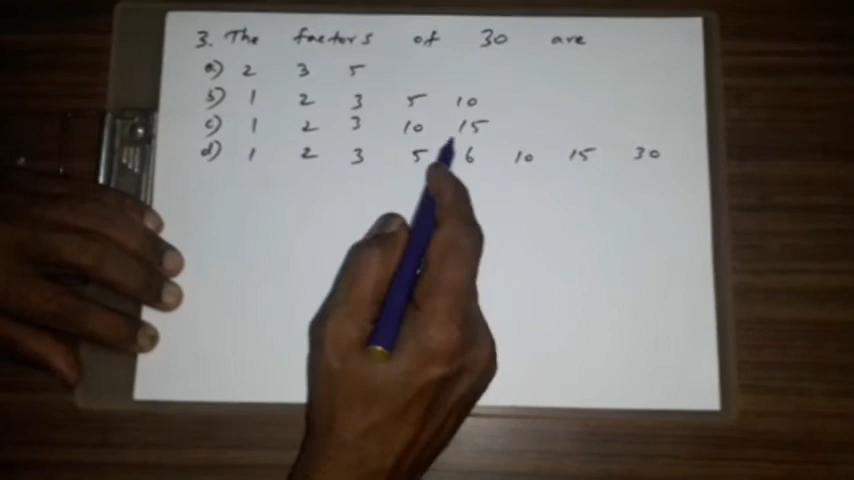 3. The factors of 30 are
a) 2 3 5
b) 1 2 3 5 10
c) 1 2 3 10 15
d) 1 2 3 5 6 10 15 30